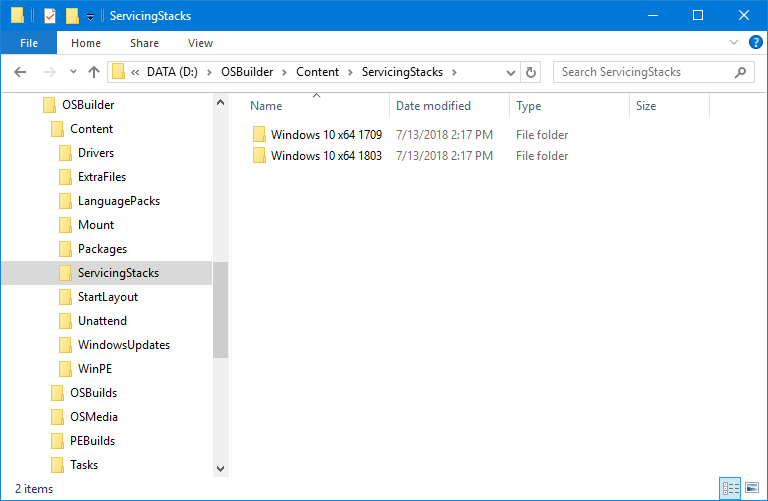 ServicingStacks
File Home Share View
« DATA (D:) > OSBuilder > Content > ServicingStacks >
Search ServicingStacks
OSBuilder
Content
Drivers
ExtraFiles
LanguagePacks
Mount
Packages
ServicingStacks
StartLayout
Unattend
WindowsUpdates
WinPE
OSBuilds
OSMedia
PEBuilds
Tasks
Name Date modified Type Size
Windows 10 x64 1709 7/13/2018 2:17 PM File folder
Windows 10 x64 1803 7/13/2018 2:17 PM File folder
2 items